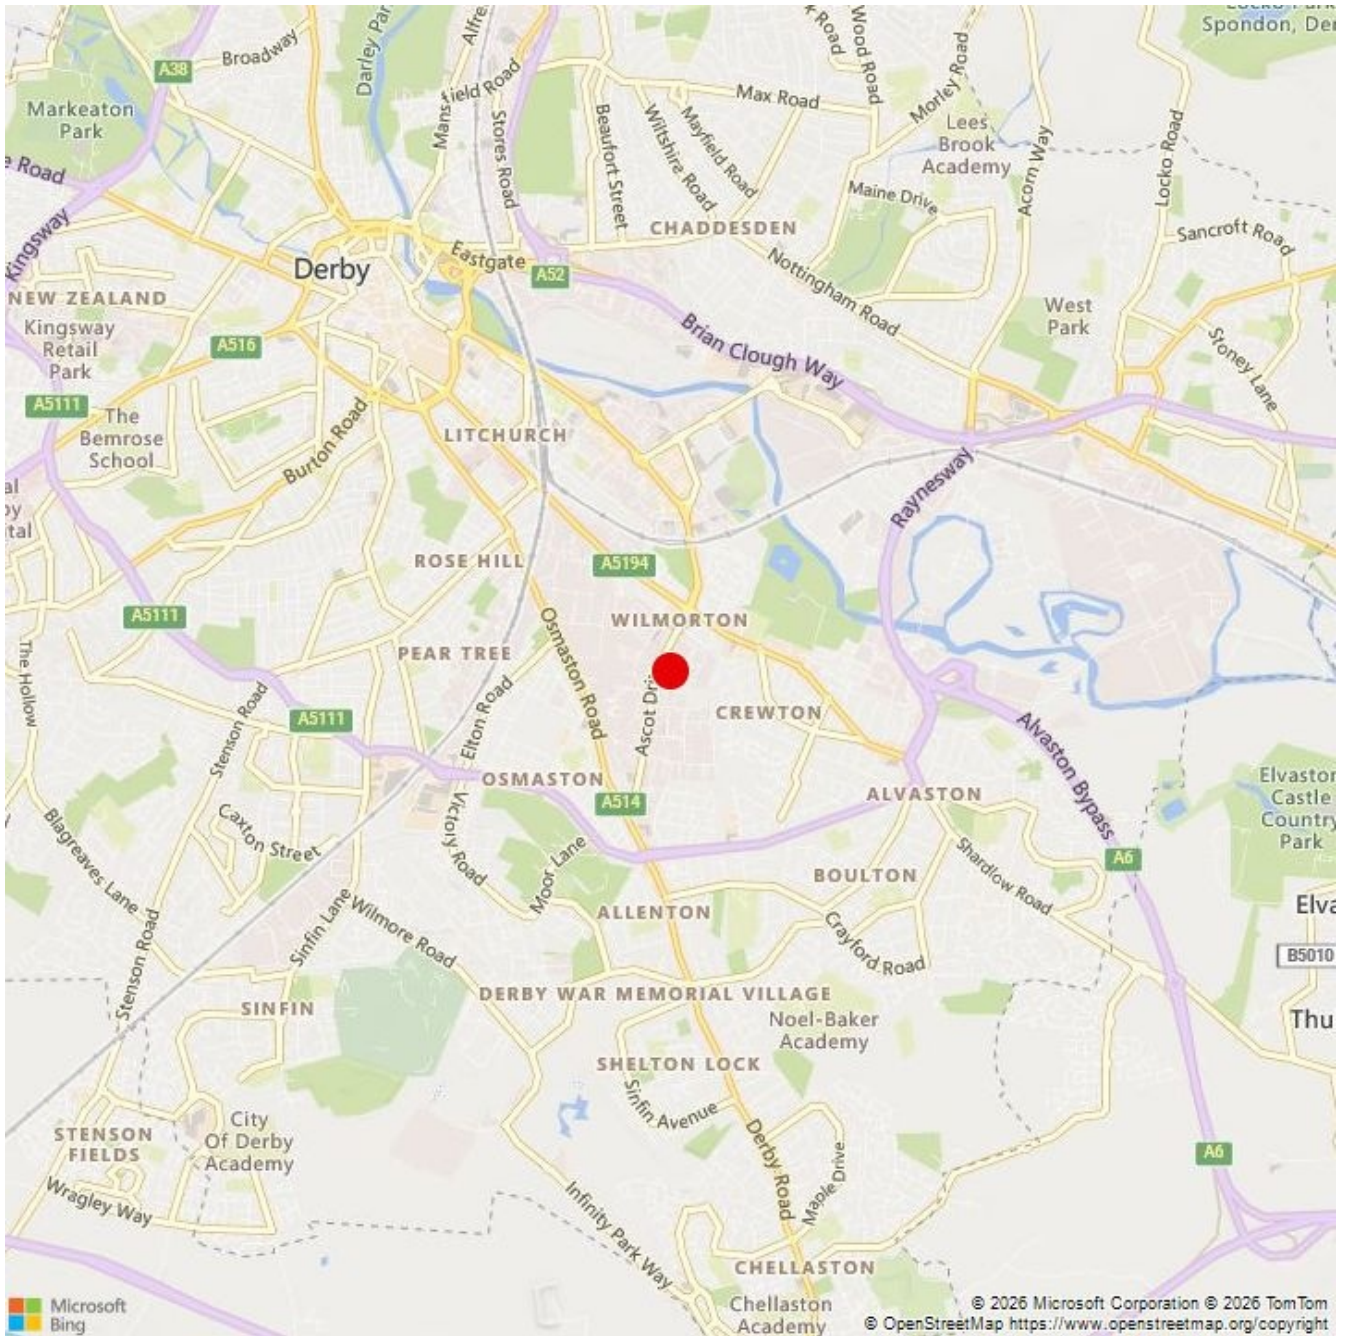 Broadway
A38
Markeaton
Park
e Road
Kingsway
Darley Par
Alfre
Mansfield Road
Stores Road
Beaufort Street
Wiltshire Road
Mayfield Road
Max Road
k Road
Wood Road
Morley Road
Lees
Brook
Academy
Acorn Way
Locko Road
Spondon, Der
Maine Drive
CHADDESDEN
Sancroft Road
Eastgate
A52
Derby
NEW ZEALAND
Kingsway
Retail
Park
A516
Nottingham Road
West
Park
Stoney Lane
Brian Clough Way
A5111
The
Bemrose
School
Burton Road
LITCHURCH
Raynesway
al
by
tal
ROSE HILL
A5194
WILMORTON
A5111
Osmaston Road
PEAR TREE
The Hollow
Stenson Road
A5111
Elton Road
Ascot Dri
CREWTON
Alvaston Bypass
OSMASTON
A514
ALVASTON
Elvaston
Castle
Country
Park
Caxton Street
Victory Road
Moor Lane
Blagreaves Lane
BOULTON
Shardlow Road
A6
ALLENTON
Elva
Wilmore Road
Sinfin Lane
Crayford Road
B5010
Stenson Road
SINFIN
DERBY WAR MEMORIAL VILLAGE
Noel-Baker
Academy
Thu
SHELTON LOCK
Sinfin Avenue
City
Of Derby
Academy
STENSON
FIELDS
Derby Road
Maple Drive
A6
Wragley Way
Infinity Park Way
CHELLASTON
Chellaston
Academy
Microsoft
Bing
© 2026 Microsoft Corporation © 2026 TomTom
© OpenStreetMap https://www.openstreetmap.org/copyright